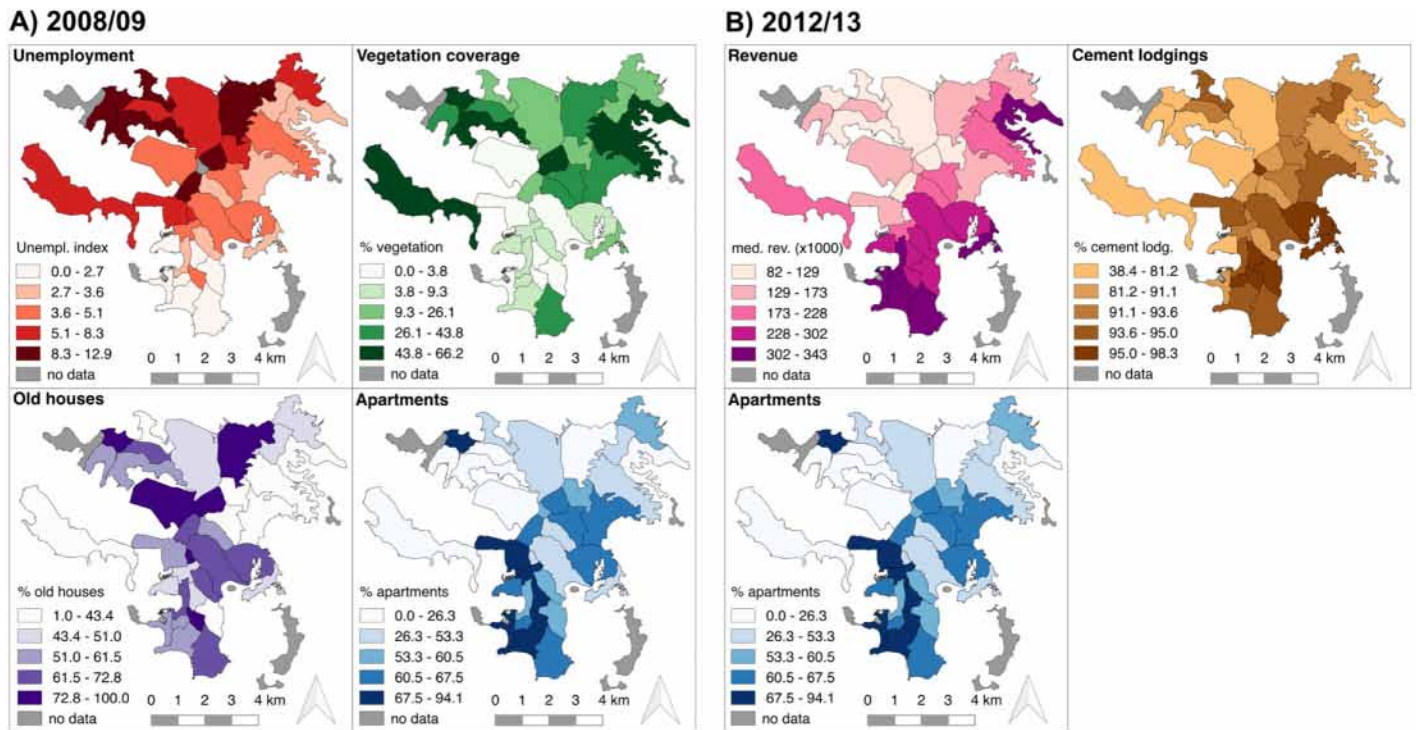 A) 2008/09
B) 2012/13
Unemployment
Unempl. index
0.0 - 2.7
2.7 - 3.6
3.6 - 5.1
5.1 - 8.3
8.3 - 12.9
no data
0 1 2 3 4 km
Vegetation coverage
% vegetation
0.0 - 3.8
3.8 - 9.3
9.3 - 26.1
26.1 - 43.8
43.8 - 66.2
no data
0 1 2 3 4 km
Revenue
med. rev. (x1000)
82 - 129
129 - 173
173 - 228
228 - 302
302 - 343
no data
0 1 2 3 4 km
Cement lodgings
% cement lodg.
38.4 - 81.2
81.2 - 91.1
91.1 - 93.6
93.6 - 95.0
95.0 - 98.3
no data
0 1 2 3 4 km
Old houses
% old houses
1.0 - 43.4
43.4 - 51.0
51.0 - 61.5
61.5 - 72.8
72.8 - 100.0
no data
0 1 2 3 4 km
Apartments
% apartments
0.0 - 26.3
26.3 - 53.3
53.3 - 60.5
60.5 - 67.5
67.5 - 94.1
no data
0 1 2 3 4 km
Apartments
% apartments
0.0 - 26.3
26.3 - 53.3
53.3 - 60.5
60.5 - 67.5
67.5 - 94.1
no data
0 1 2 3 4 km